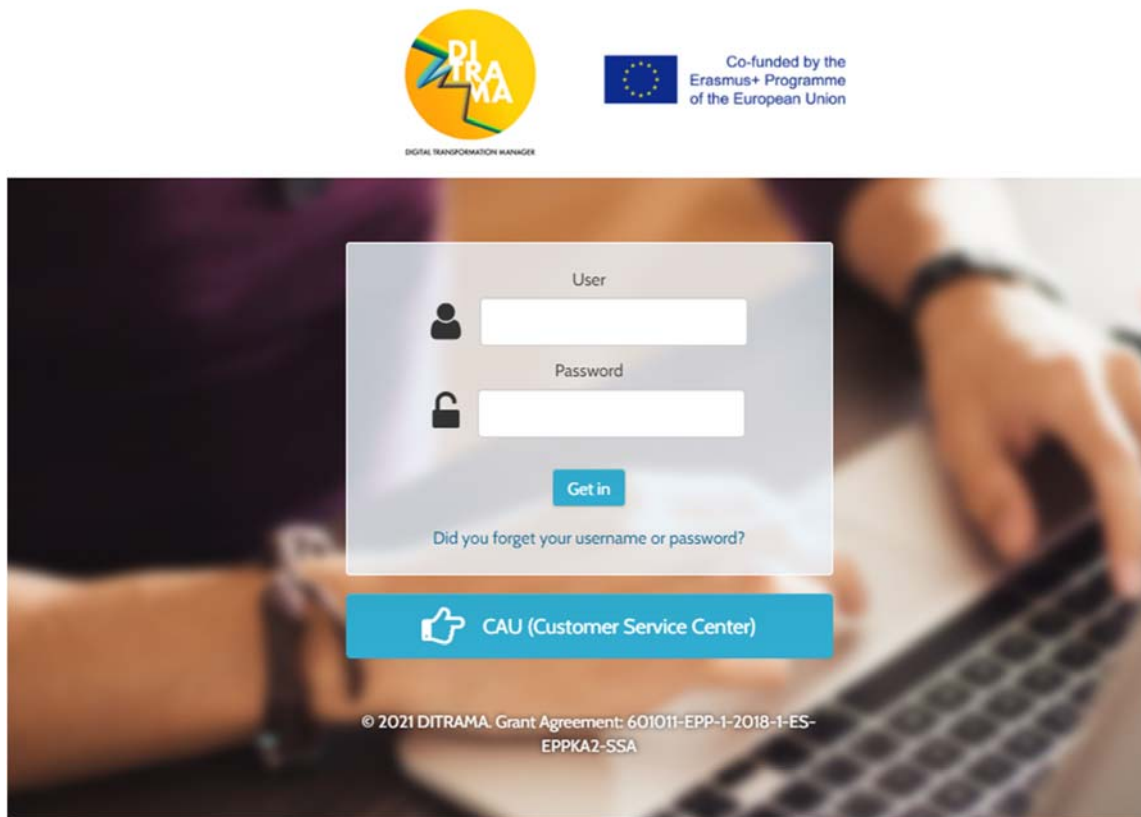 DI
TRA
MA
DIGITAL TRANSFORMATION MANAGER
Co-funded by the
Erasmus+ Programme
of the European Union
User
Password
Get in
Did you forget your username or password?
CAU (Customer Service Center)
© 2021 DITRAMA. Grant Agreement: 601011-EPP-1-2018-1-ES-
EPPKA2-SSA